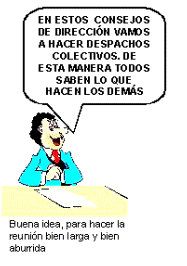 EN ESTOS CONSEJOS
DE DIRECCIÓN VAMOS
A HACER DESPACHOS
COLECTIVOS. DE
ESTA MANERA TODOS
SABEN LO QUE
HACEN LOS DEMÁS
Buena idea, para hacer la
reunión bien larga y bien
aburrida